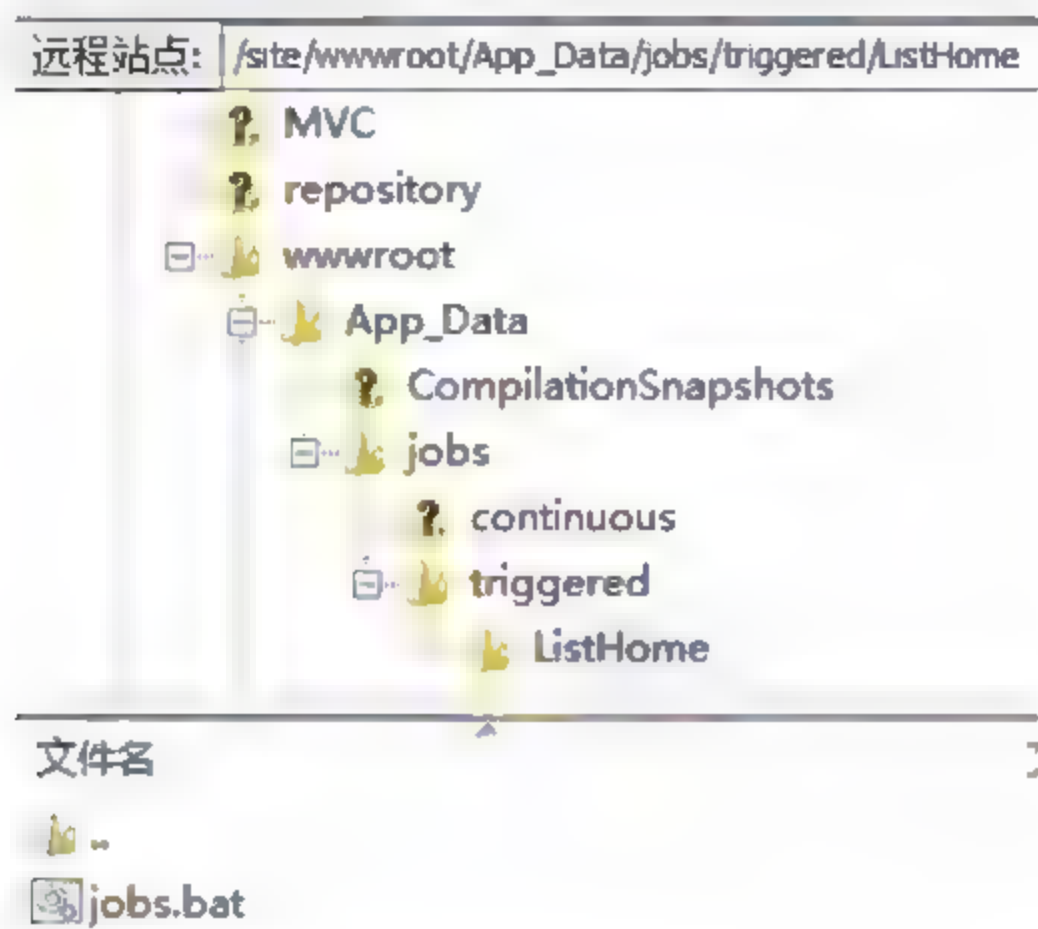 远程站点: /site/wwwroot/App_Data/jobs/triggered/ListHome
MVC
repository
wwwroot
App_Data
CompilationSnapshots
jobs
continuous
triggered
ListHome
文件名
..
jobs.bat